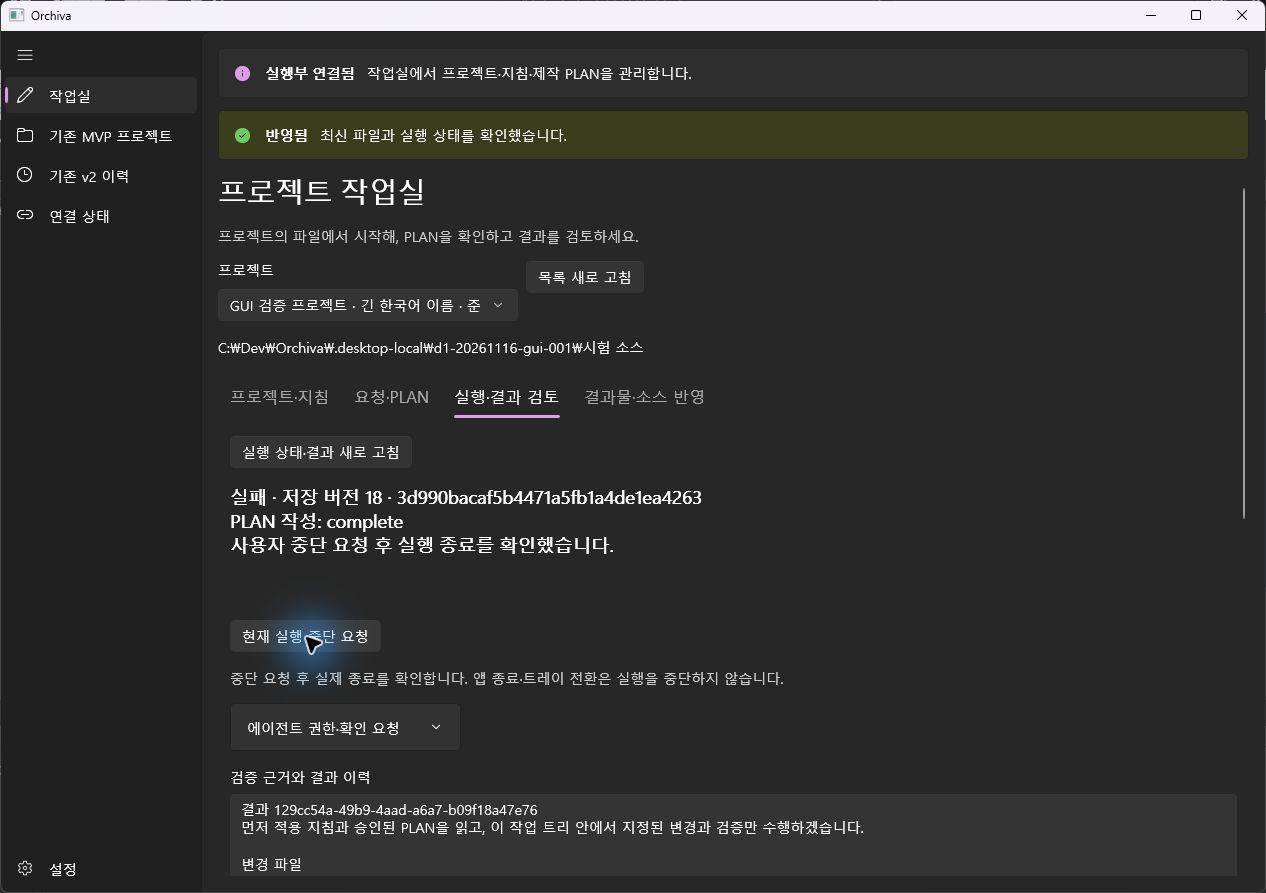 Orchiva
작업실
기존 MVP 프로젝트
기존 v2 이력
연결 상태
설정
실행부 연결됨 작업실에서 프로젝트·지침·제작 PLAN을 관리합니다.
반영됨 최신 파일과 실행 상태를 확인했습니다.
프로젝트 작업실
프로젝트의 파일에서 시작해, PLAN을 확인하고 결과를 검토하세요.
프로젝트
목록 새로 고침
GUI 검증 프로젝트 · 긴 한국어 이름 · 준
C:₩Dev₩Orchiva₩.desktop-local₩d1-20261116-gui-001₩시험 소스
프로젝트·지침 요청·PLAN 실행·결과 검토 결과물·소스 반영
실행 상태·결과 새로 고침
실패 · 저장 버전 18 · 3d990bacaf5b4471a5fb1a4de1ea4263
PLAN 작성: complete
사용자 중단 요청 후 실행 종료를 확인했습니다.
현재 실행 중단 요청
중단 요청 후 실제 종료를 확인합니다. 앱 종료·트레이 전환은 실행을 중단하지 않습니다.
에이전트 권한·확인 요청
검증 근거와 결과 이력
결과 129cc54a-49b9-4aad-a6a7-b09f18a47e76
먼저 적용 지침과 승인된 PLAN을 읽고, 이 작업 트리 안에서 지정된 변경과 검증만 수행하겠습니다.
변경 파일